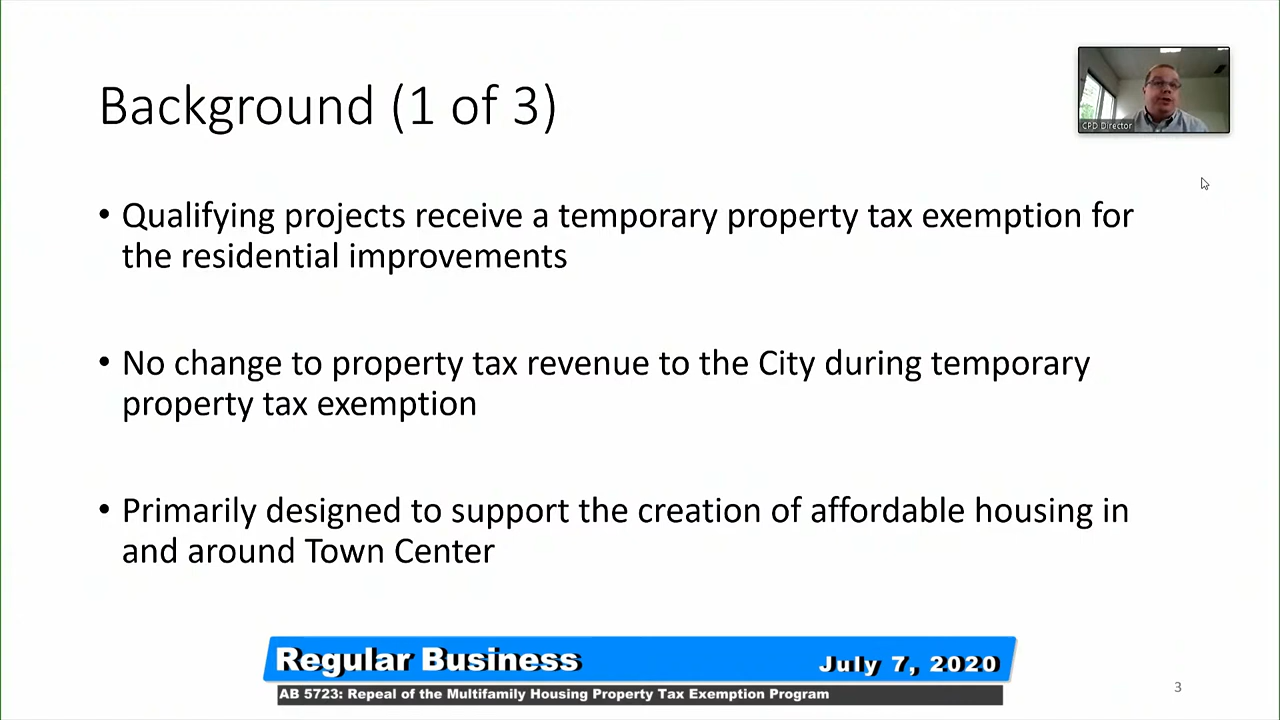 Background (1 of 3)
CPD Director
• Qualifying projects receive a temporary property tax exemption for
the residential improvements
• No change to property tax revenue to the City during temporary
property tax exemption
• Primarily designed to support the creation of affordable housing in
and around Town Center
Regular Business
July 7, 2020
AB 5723: Repeal of the Multifamily Housing Property Tax Exemption Program
3